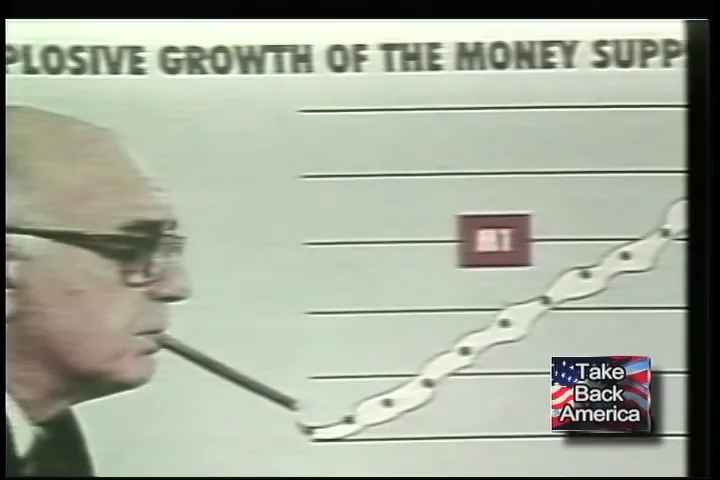 PLOSIVE GROWTH OF THE MONEY SUPP
M1
Take
Back
America